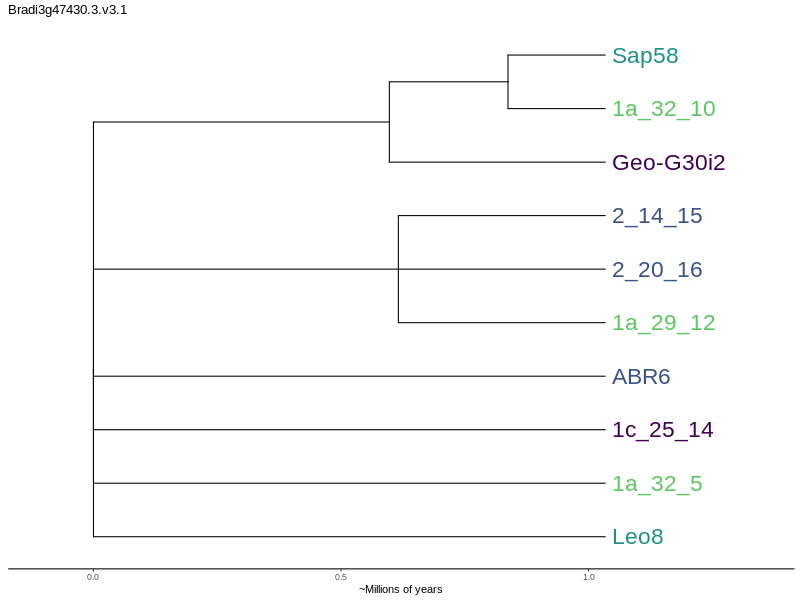 Bradi3g47430.3.v3.1
Sap58
1a_32_10
Geo-G30i2
2_14_15
2_20_16
1a_29_12
ABR6
1c_25_14
1a_32_5
Leo8
0.0 0.5 1.0
~Millions of years